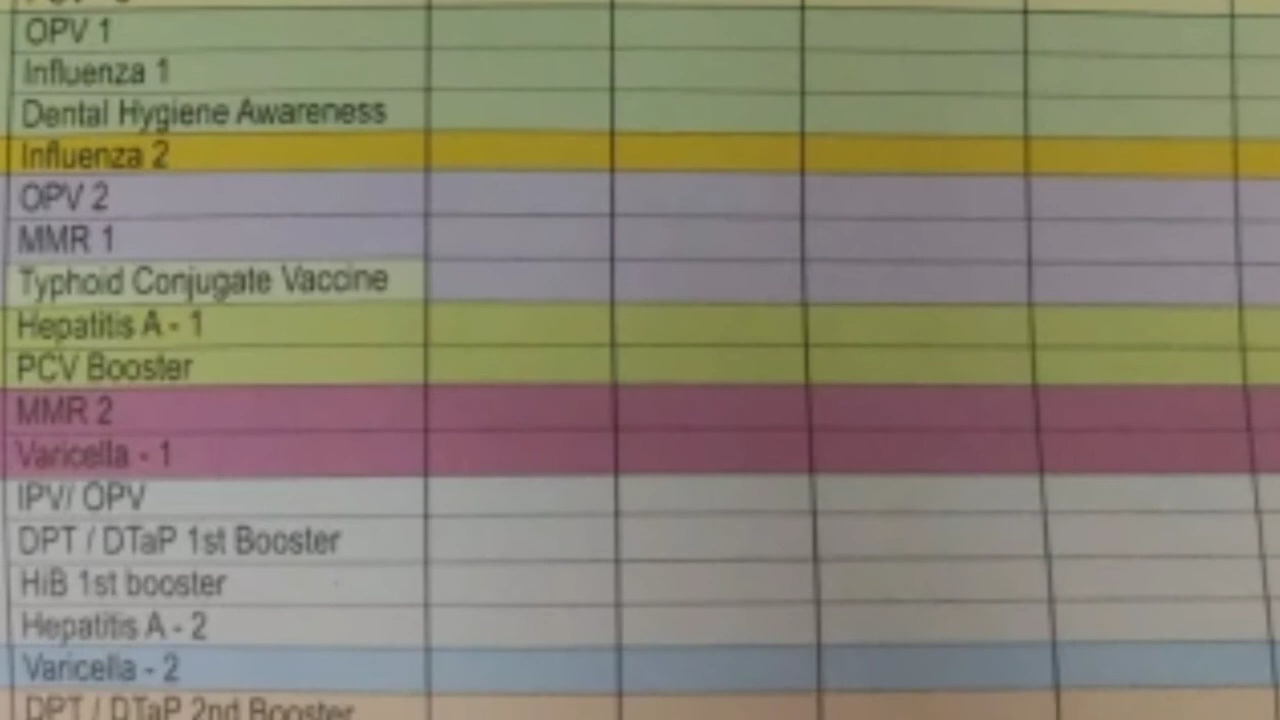 OPV 1
Influenza 1
Dental Hygiene Awareness
Influenza 2
OPV 2
MMR 1
Typhoid Conjugate Vaccine
Hepatitis A - 1
PCV Booster
MMR 2
Varicella - 1
IPV/ OPV
DPT / DTaP 1st Booster
HiB 1st booster
Hepatitis A - 2
Varicella - 2
DPT / DTaP 2nd Booster